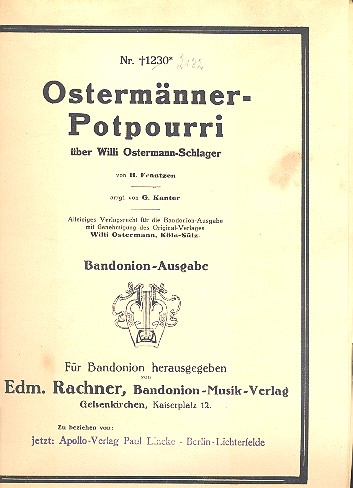 Nr. †1230*
Ostermänner-
Potpourri
über Willi Ostermann-Schlager
von H. Frantzen
arrgt von G. Kanter
Alleiniges Verlagsrecht für die Bandonion-Ausgabe
mit Genehmigung des Original-Verlages
Willi Ostermann, Köln-Sülz.
Bandonion-Ausgabe
Für Bandonion herausgegeben
von
Edm. Rachner, Bandonion-Musik-Verlag
Gelsenkirchen, Kaiserplatz 12.
Zu beziehen von:
jetzt: Apollo-Verlag Paul Lincke - Berlin-Lichterfelde